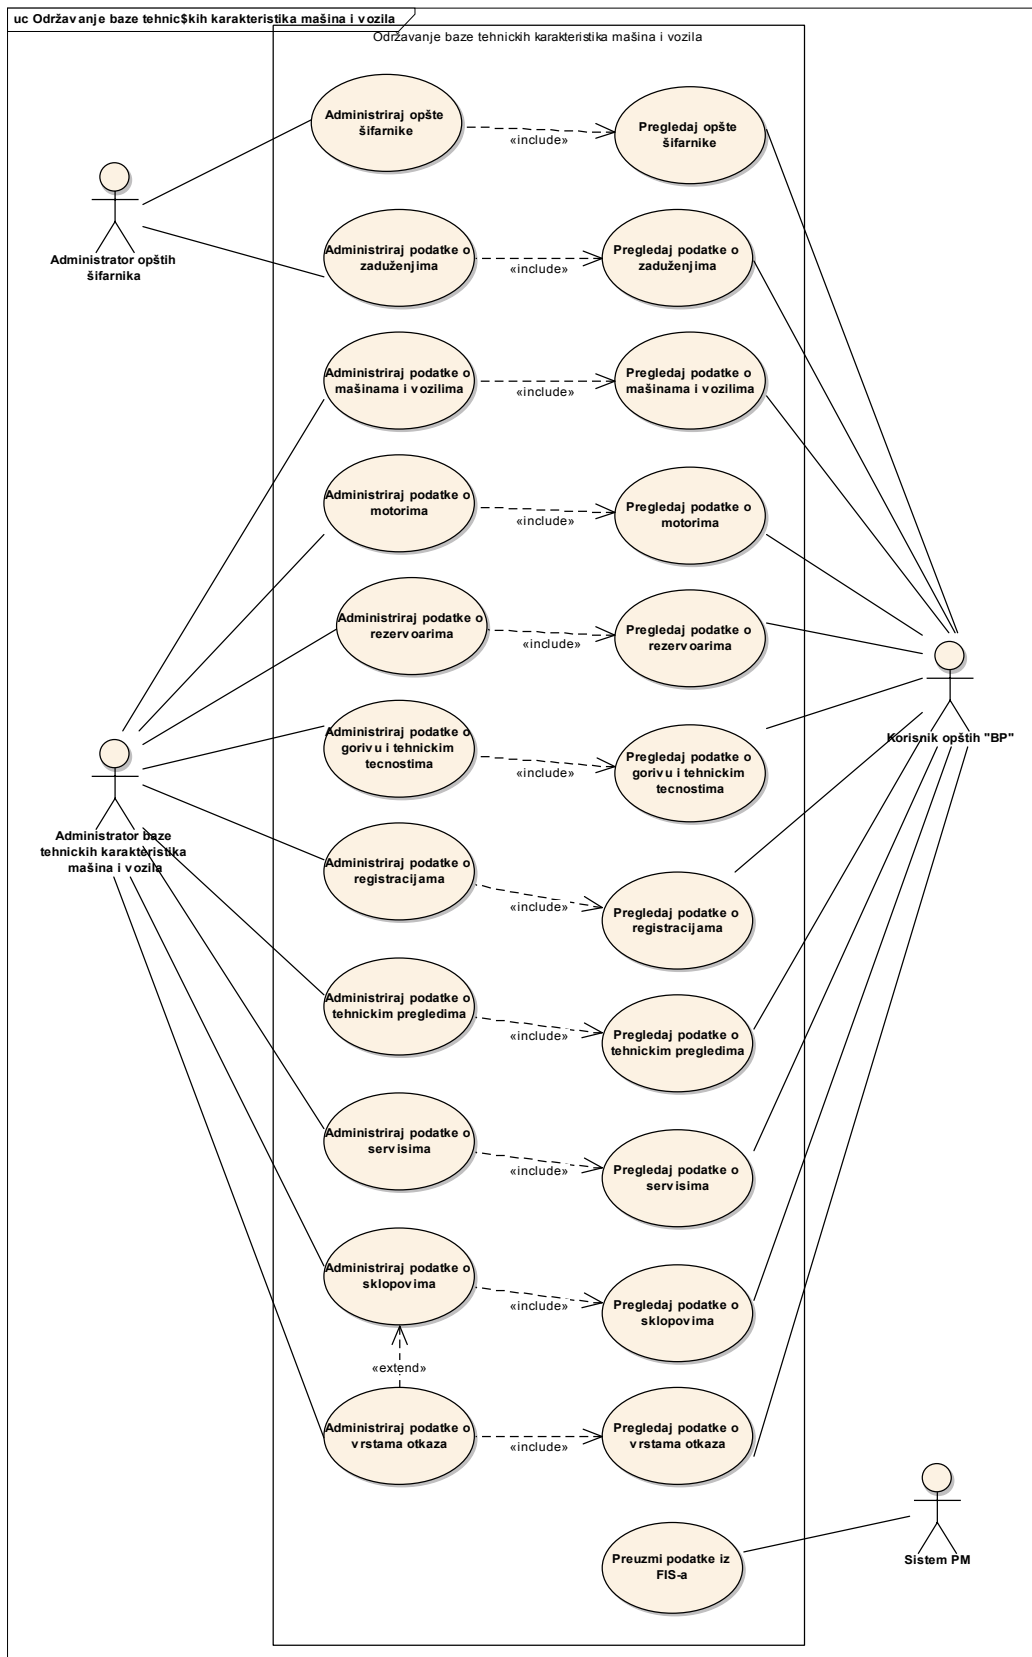 uc Održavanje baze tehnic$kih karakteristika mašina i vozila
Održavanje baze tehnickih karakteristika mašina i vozila
Administriraj opšte
šifarnike
«include»
Pregledaj opšte
šifarnike
Administrator opštih
šifarnika
Administriraj podatke o
zaduženjima
«include»
Pregledaj podatke o
zaduženjima
Administriraj podatke o
mašinama i vozilima
«include»
Pregledaj podatke o
mašinama i vozilima
Administriraj podatke o
motorima
«include»
Pregledaj podatke o
motorima
Administriraj podatke o
rezervoarima
«include»
Pregledaj podatke o
rezervoarima
Administriraj podatke o
gorivu i tehnickim
tecnostima
«include»
Pregledaj podatke o
gorivu i tehnickim
tecnostima
Korisnik opštih "BP"
Administrator baze
tehnickih karakteristika
mašina i vozila
Administriraj podatke o
registracijama
«include»
Pregledaj podatke o
registracijama
Administriraj podatke o
tehnickim pregledima
«include»
Pregledaj podatke o
tehnickim pregledima
Administriraj podatke o
servisima
«include»
Pregledaj podatke o
servisima
Administriraj podatke o
sklopovima
«include»
Pregledaj podatke o
sklopovima
«extend»
Administriraj podatke o
vrstama otkaza
«include»
Pregledaj podatke o
vrstama otkaza
Preuzmi podatke iz
FIS-a
Sistem PM